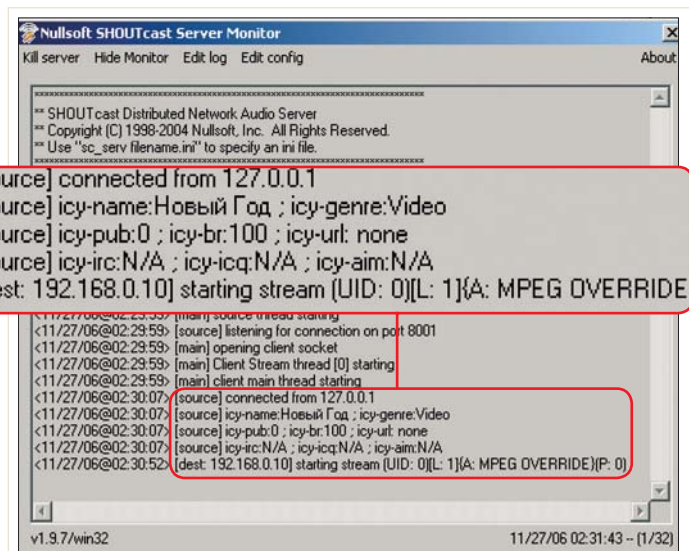 Nullsoft SHOUTcast Server Monitor
Kill server Hide Monitor Edit log Edit config About
** SHOUTcast Distributed Network Audio Server
** Copyright (C) 1998-2004 Nullsoft, Inc. All Rights Reserved.
** Use "sc_serv filename.ini" to specify an ini file.
urce] connected from 127.0.0.1
urce] icy-name:Новый Год ; icy-genre:Video
urce] icy-pub:0 ; icy-br:100 ; icy-url: none
urce] icy-irc:N/A ; icy-icq:N/A ; icy-aim:N/A
est: 192.168.0.10] starting stream (UID: 0)[L: 1]{A: MPEG OVERRIDE
[main] source thread starting
<11/27/06@02:29:59> [source] listening for connection on port 8001
<11/27/06@02:29:59> [main] opening client socket
<11/27/06@02:29:59> [main] Client Stream thread [0] starting
<11/27/06@02:29:59> [main] client main thread starting
<11/27/06@02:30:07> [source] connected from 127.0.0.1
<11/27/06@02:30:07> [source] icy-name:Новый Год ; icy-genre:Video
<11/27/06@02:30:07> [source] icy-pub:0 ; icy-br:100 ; icy-url: none
<11/27/06@02:30:07> [source] icy-irc:N/A ; icy-icq:N/A ; icy-aim:N/A
<11/27/06@02:30:52> [dest: 192.168.0.10] starting stream (UID: 0)[L: 1]{A: MPEG OVERRIDE}(P: 0)
v1.9.7/win32 11/27/06 02:31:43 -- (1/32)